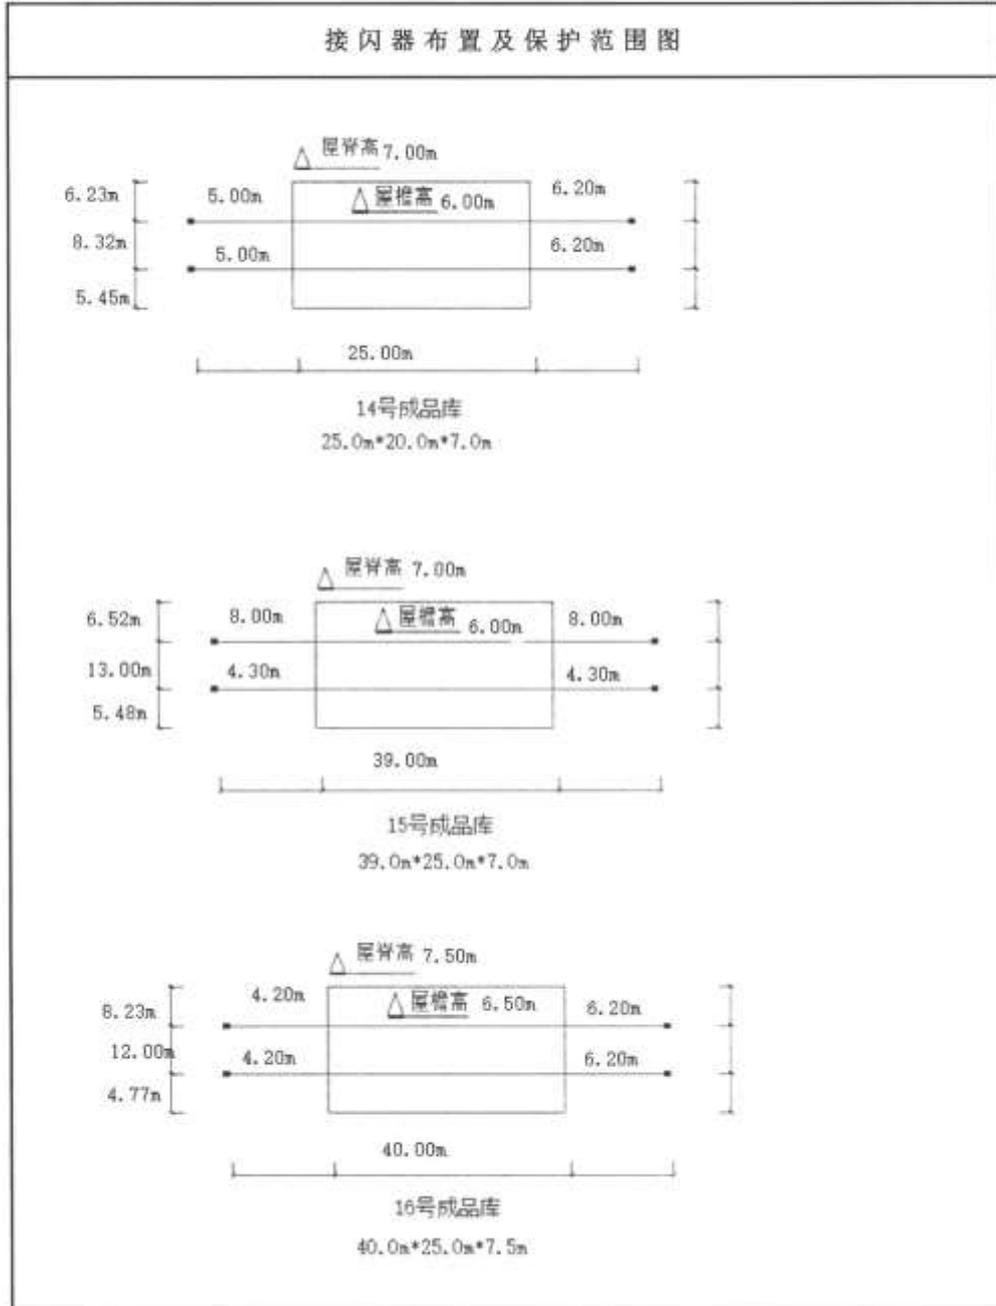 接闪器布置及保护范围图
屋脊高 7.00m
6.23m 5.00m 屋檐高 6.00m 6.20m
8.32m 5.00m 6.20m
5.45m
25.00m
14号成品库
25.0m*20.0m*7.0m
屋脊高 7.00m
6.52m 8.00m 屋檐高 6.00m 8.00m
13.00m 4.30m 4.30m
5.48m
39.00m
15号成品库
39.0m*25.0m*7.0m
屋脊高 7.50m
8.23m 4.20m 屋檐高 6.50m 6.20m
12.00m 4.20m 6.20m
4.77m
40.00m
16号成品库
40.0m*25.0m*7.5m